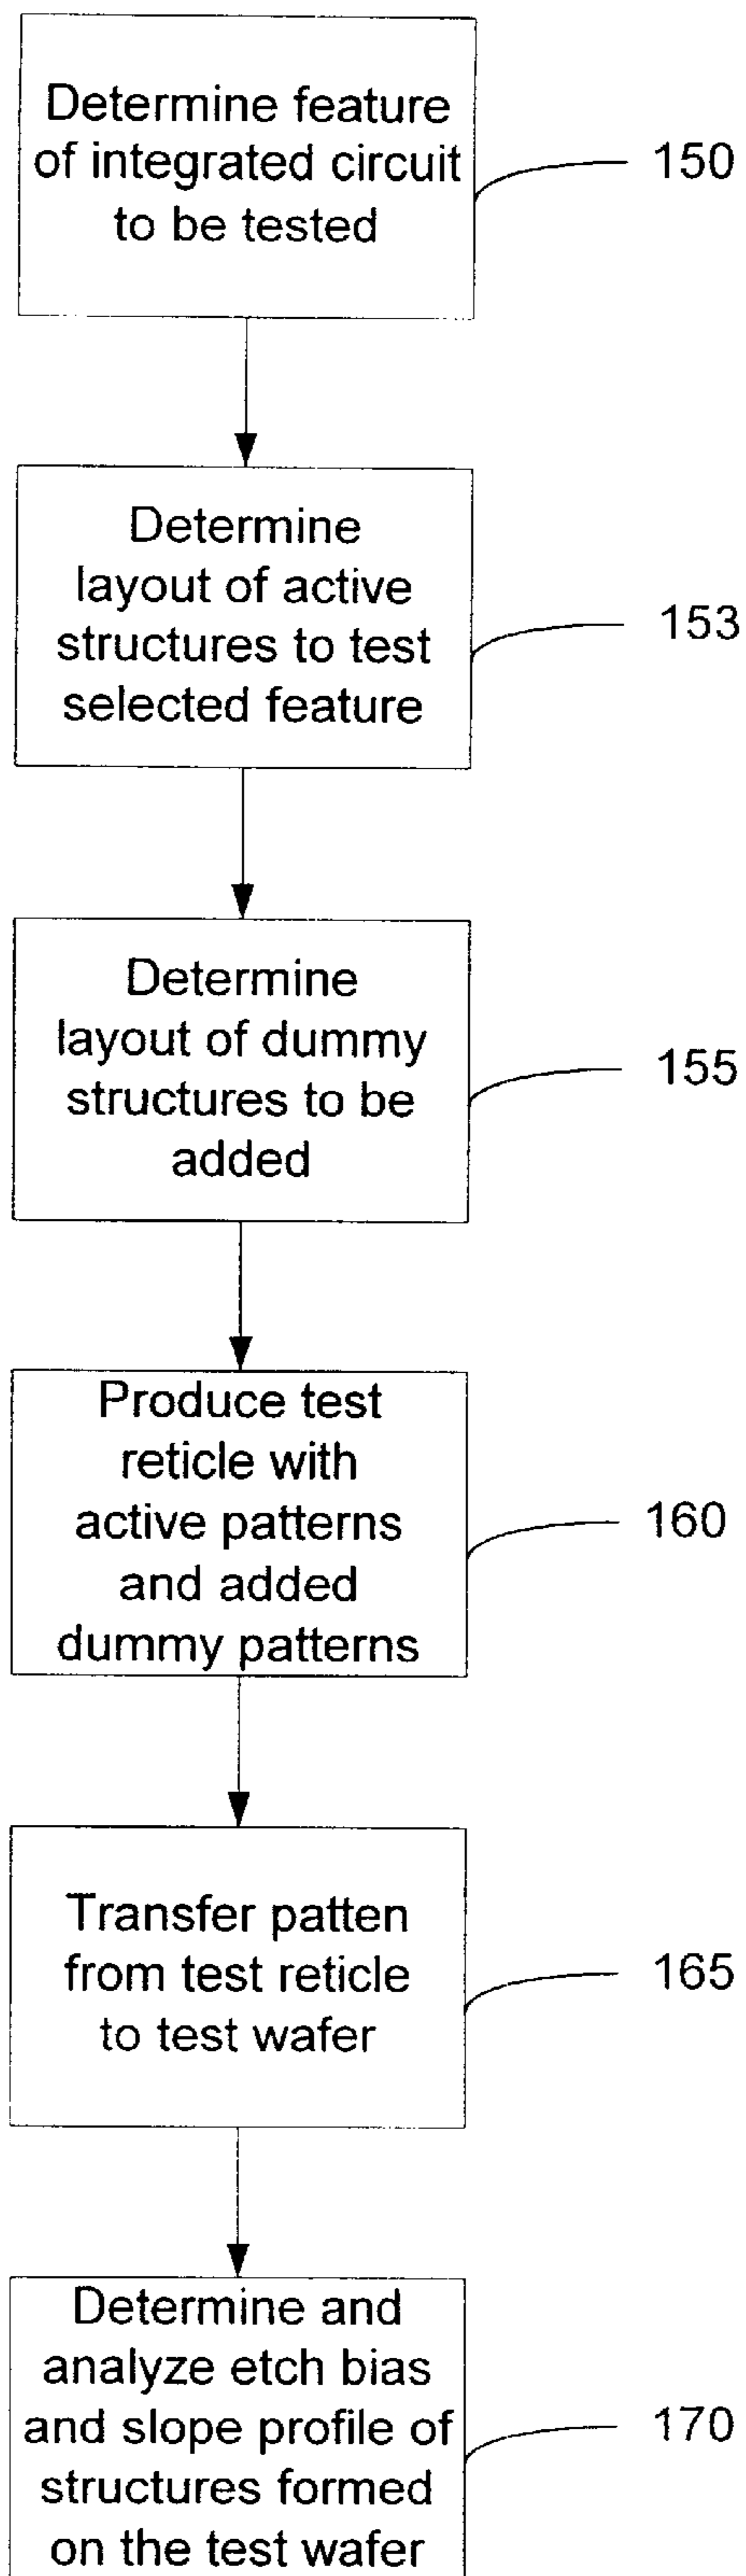 Determine feature
of integrated circuit
to be tested
150
Determine
layout of active
structures to test
selected feature
153
Determine
layout of dummy
structures to be
added
155
Produce test
reticle with
active patterns
and added
dummy patterns
160
Transfer patten
from test reticle
to test wafer
165
Determine and
analyze etch bias
and slope profile of
structures formed
on the test wafer
170